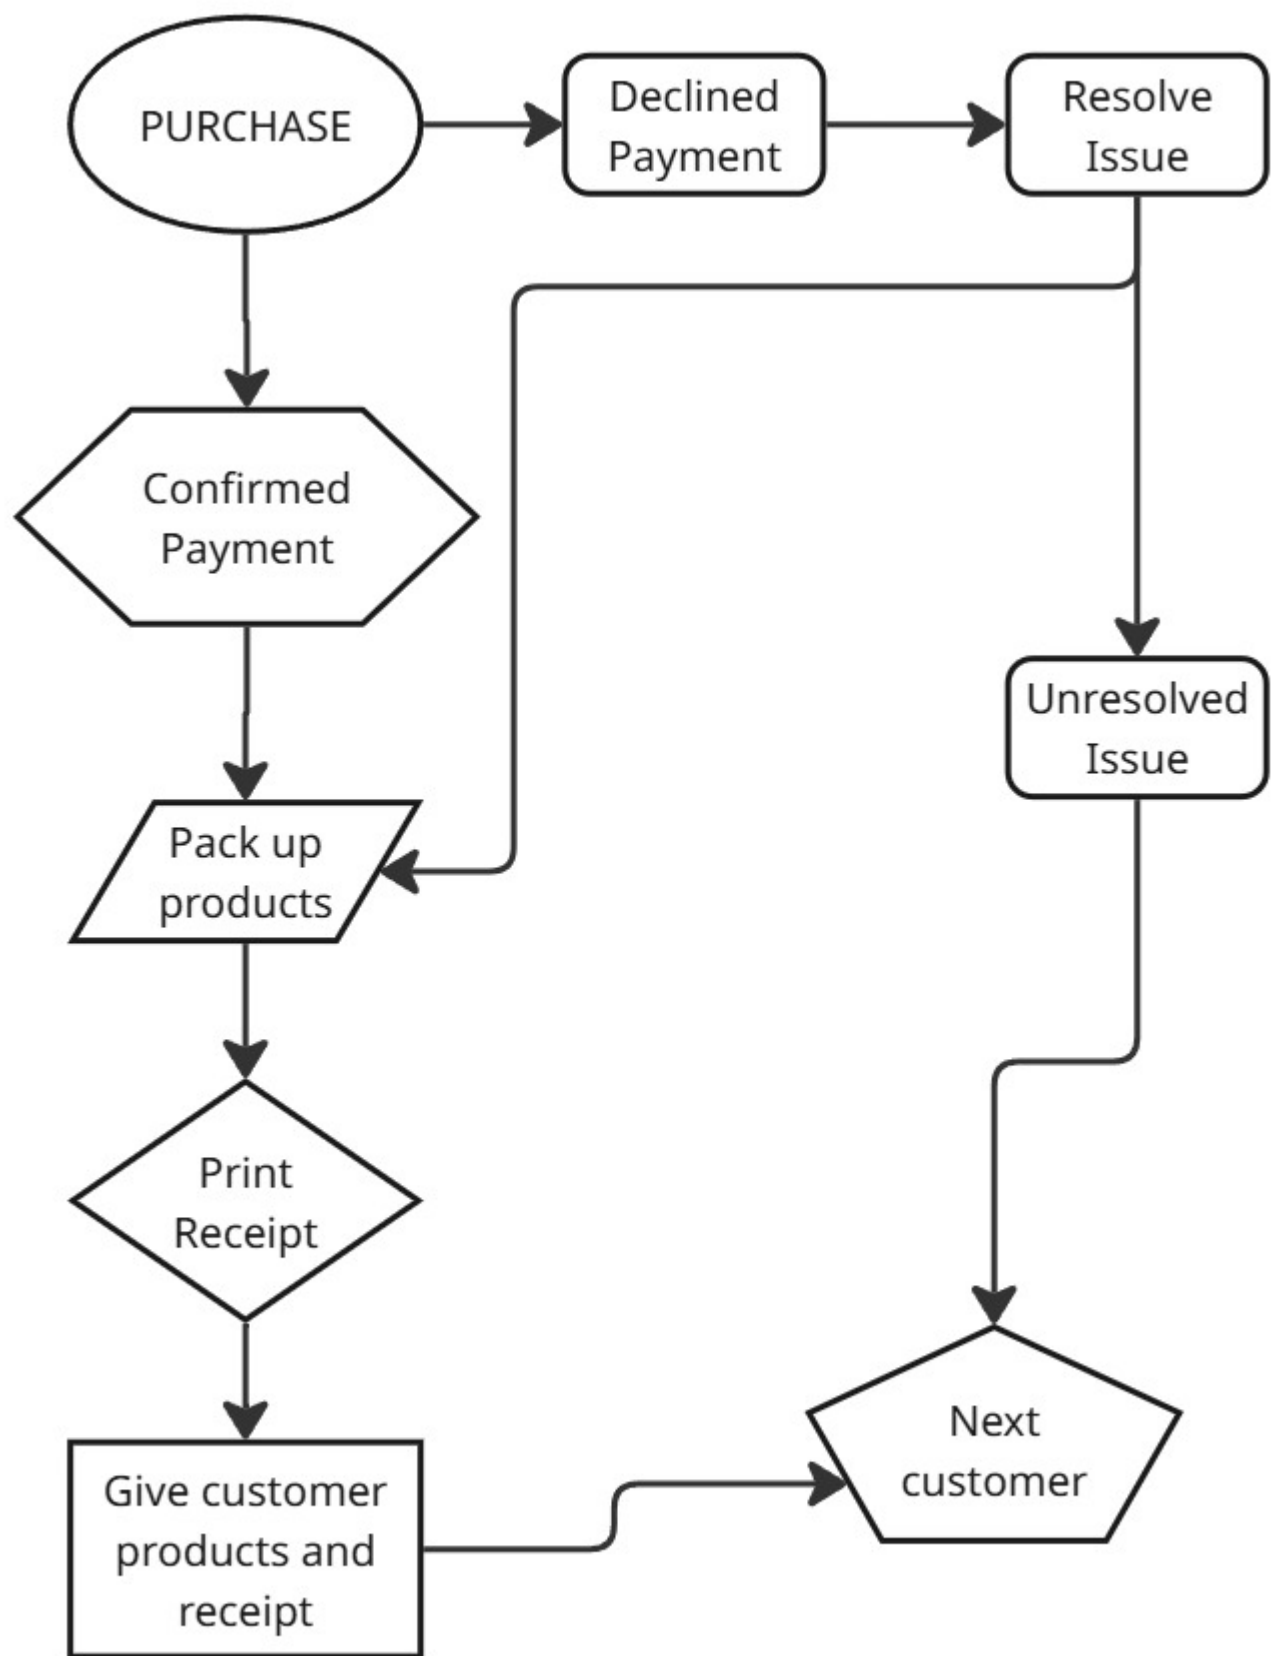 PURCHASE
Declined
Payment
Resolve
Issue
Confirmed
Payment
Unresolved
Issue
Pack up
products
Print
Receipt
Next
customer
Give customer
products and
receipt